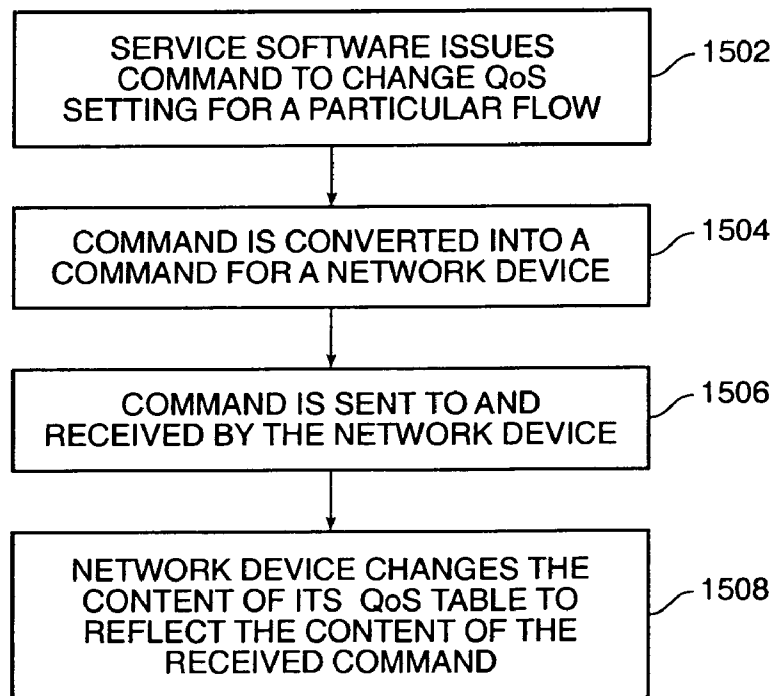 SERVICE SOFTWARE ISSUES
COMMAND TO CHANGE QoS
SETTING FOR A PARTICULAR FLOW
1502
COMMAND IS CONVERTED INTO A
COMMAND FOR A NETWORK DEVICE
1504
COMMAND IS SENT TO AND
RECEIVED BY THE NETWORK DEVICE
1506
NETWORK DEVICE CHANGES THE
CONTENT OF ITS QoS TABLE TO
REFLECT THE CONTENT OF THE
RECEIVED COMMAND
1508